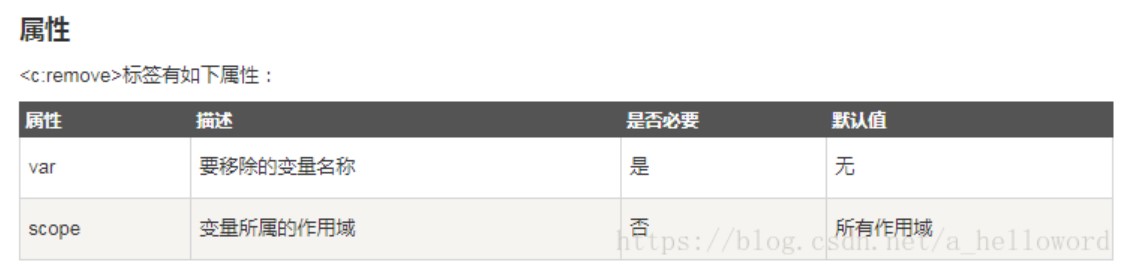 属性
<c:remove>标签有如下属性：
属性 描述 是否必要 默认值
var 要移除的变量名称 是 无
scope 变量所属的作用域 否 所有作用域
https://blog.csdn.net/a_helloword